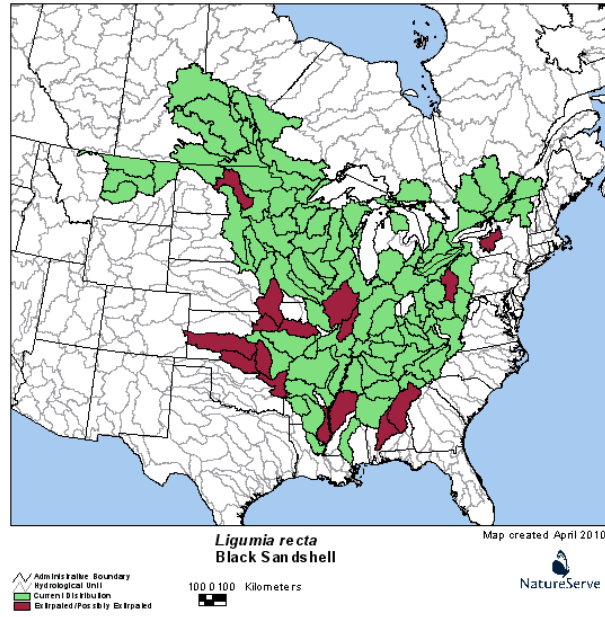 Ligumia recta
Black Sandshell
Map created April 2010
Administrative Boundary
Hydrological Unit
Current Distribution
Extirpated/Possibly Extirpated
100 0 100 Kilometers
NatureServe